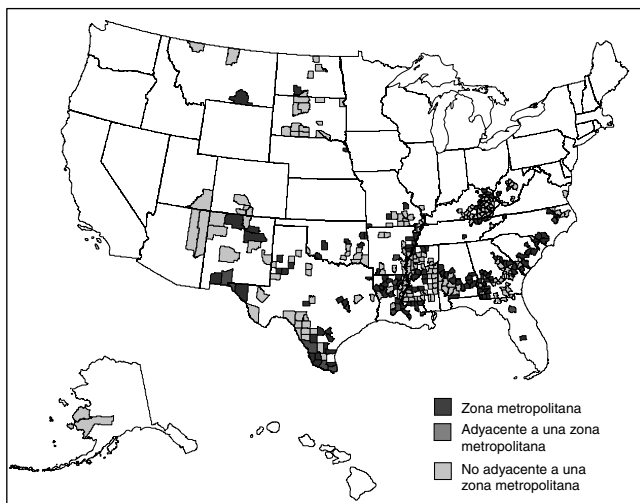 Zona metropolitana
Adyacente a una zona
metropolitana
No adyacente a una
zona metropolitana